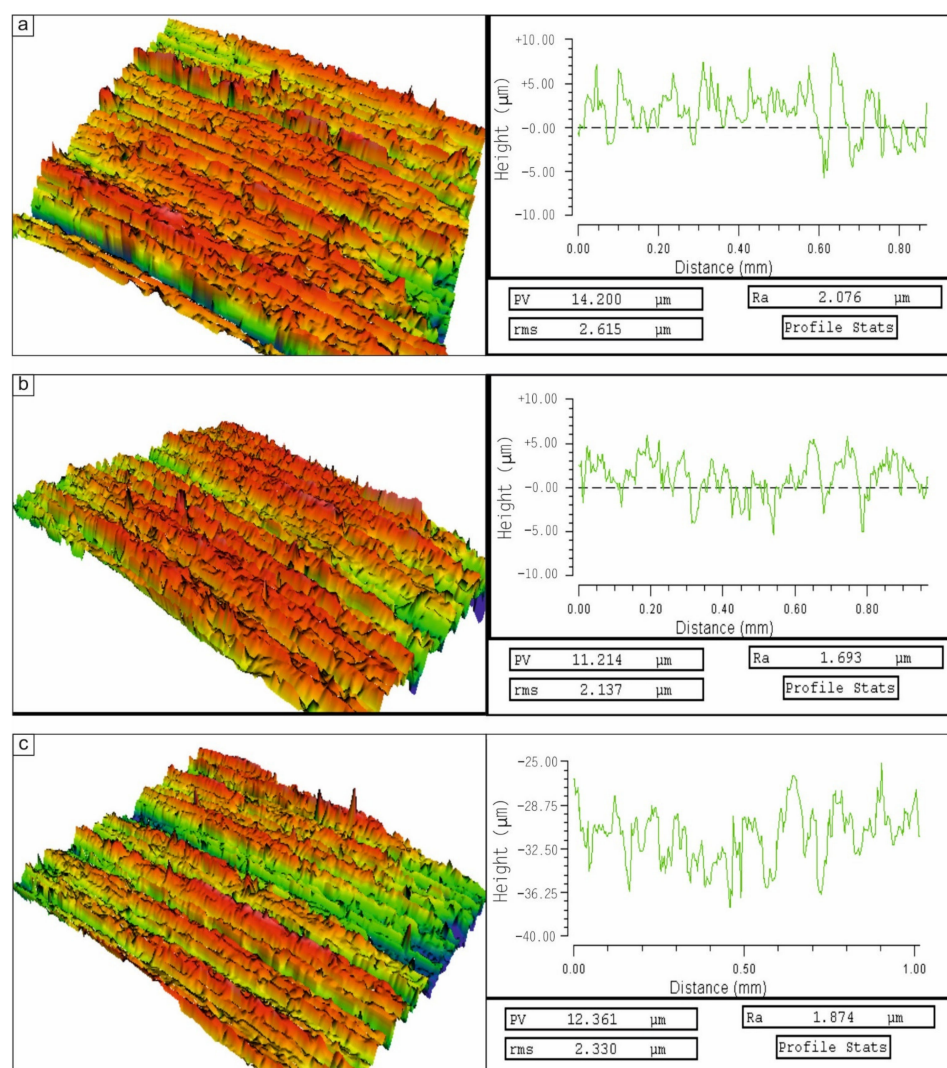 a
Height (µm)
+10.00
+5.00
-0.00
-5.00
-10.00
0.00 0.20 0.40 0.60 0.80
Distance (mm)
PV 14.200 µm
Ra 2.076 µm
rms 2.615 µm
Profile Stats
b
Height (µm)
+10.00
+5.00
-0.00
-5.00
-10.00
0.00 0.20 0.40 0.60 0.80
Distance (mm)
PV 11.214 µm
Ra 1.693 µm
rms 2.137 µm
Profile Stats
c
Height (µm)
-25.00
-28.75
-32.50
-36.25
-40.00
0.00 0.50 1.00
Distance (mm)
PV 12.361 µm
Ra 1.874 µm
rms 2.330 µm
Profile Stats